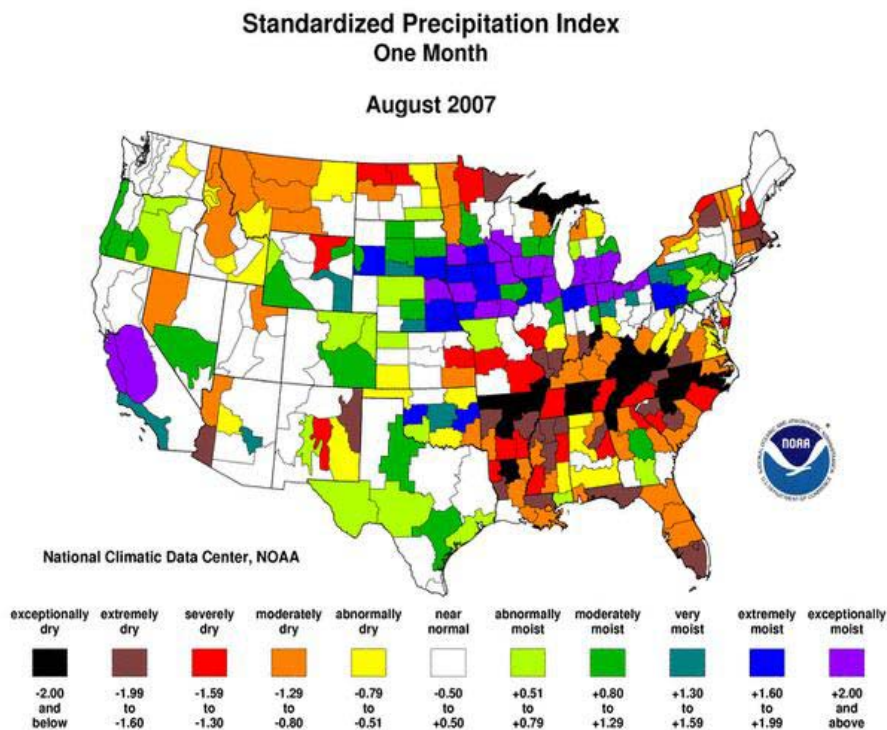 Standardized Precipitation Index
One Month
August 2007
NOAA
National Climatic Data Center, NOAA
exceptionally dry
extremely dry
severely dry
moderately dry
abnormally dry
near normal
abnormally moist
moderately moist
very moist
extremely moist
exceptionally moist
-2.00 and below
-1.99 to -1.60
-1.59 to -1.30
-1.29 to -0.80
-0.79 to -0.51
-0.50 to +0.50
+0.51 to +0.79
+0.80 to +1.29
+1.30 to +1.59
+1.60 to +1.99
+2.00 and above